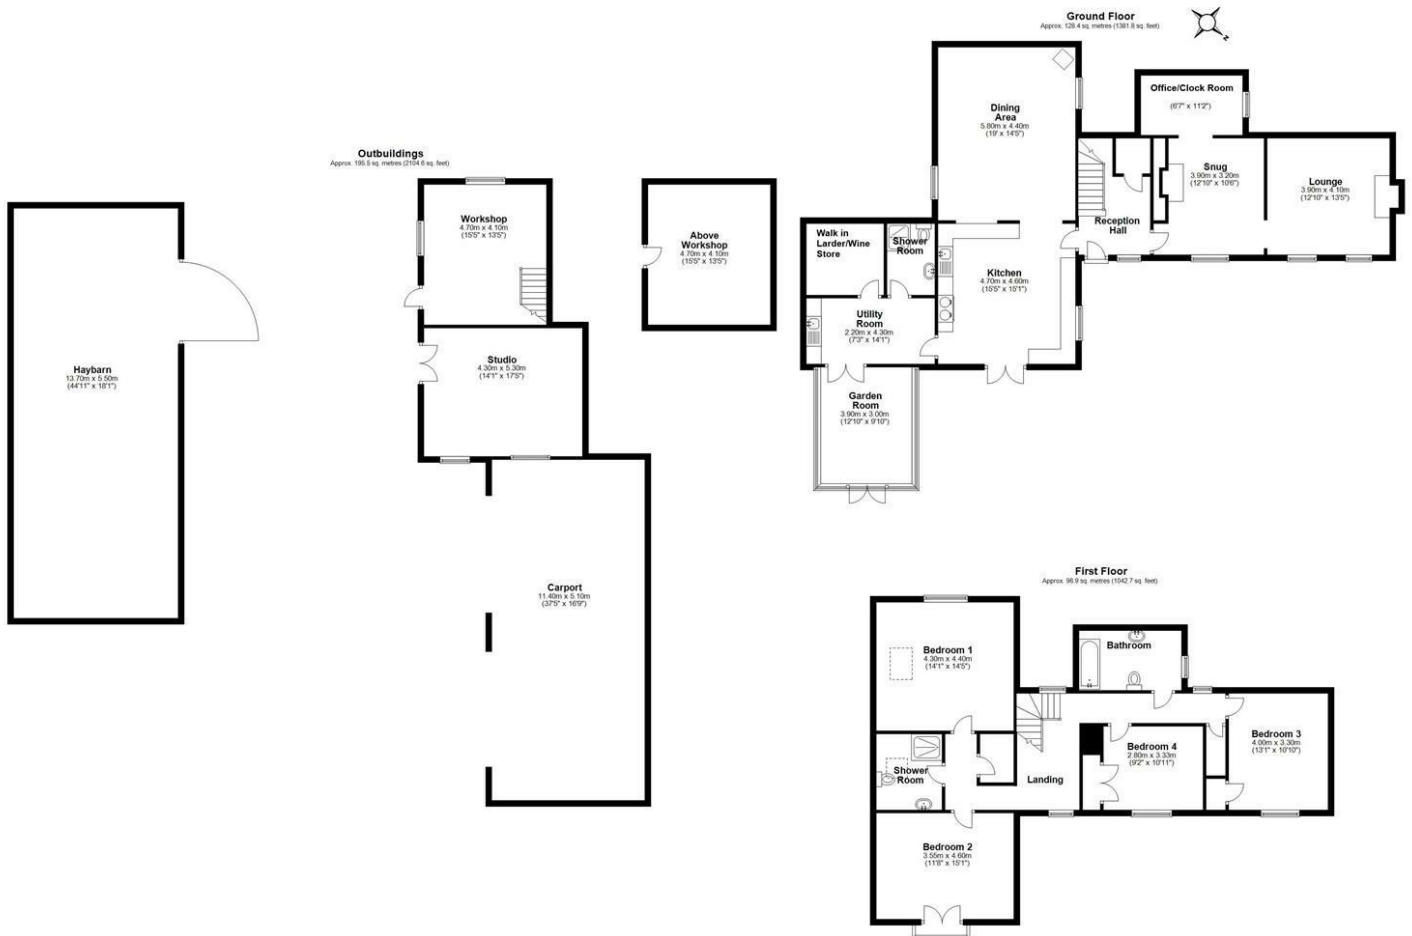 Ground Floor
Approx. 128.4 sq. metres (1381.8 sq. feet)
N
Dining
Area
5.80m x 4.40m
(19' x 14'5")
Office/Clock Room
(6'7" x 11'2")
Snug
3.90m x 3.20m
(12'10" x 10'6")
Lounge
3.90m x 4.10m
(12'10" x 13'5")
Reception
Hall
Walk in
Larder/Wine
Store
Shower
Room
Kitchen
4.70m x 4.60m
(15'5" x 15'1")
Utility
Room
2.20m x 4.30m
(7'3" x 14'1")
Garden
Room
3.90m x 3.00m
(12'10" x 9'10")
Outbuildings
Approx. 195.5 sq. metres (2104.6 sq. feet)
Workshop
4.70m x 4.10m
(15'5" x 13'5")
Above
Workshop
4.70m x 4.10m
(15'5" x 13'5")
Haybarn
13.70m x 5.50m
(44'11" x 18'1")
Studio
4.30m x 5.30m
(14'1" x 17'5")
Carport
11.40m x 5.10m
(37'5" x 16'9")
First Floor
Approx. 96.9 sq. metres (1042.7 sq. feet)
Bedroom 1
4.30m x 4.40m
(14'1" x 14'5")
Bathroom
Shower
Room
Landing
Bedroom 4
2.80m x 3.33m
(9'2" x 10'11")
Bedroom 3
4.00m x 3.30m
(13'1" x 10'10")
Bedroom 2
3.55m x 4.60m
(11'8" x 15'1")